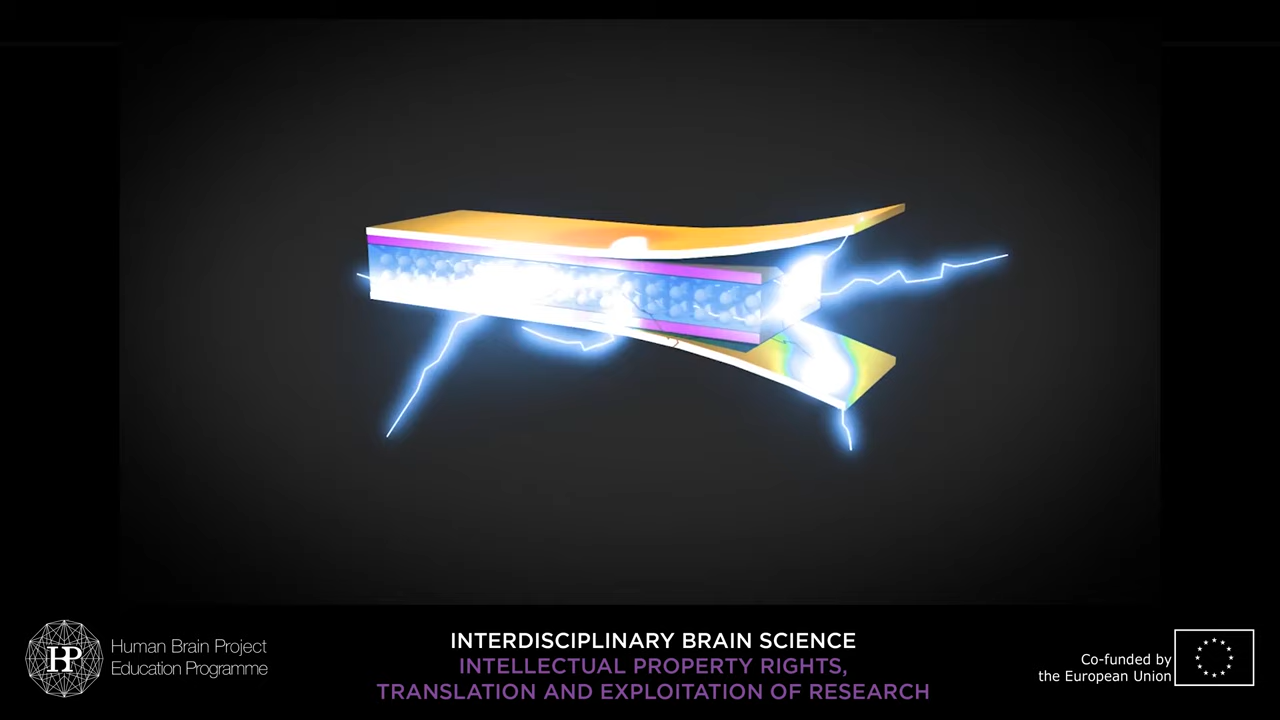 Human Brain Project
Education Programme
INTERDISCIPLINARY BRAIN SCIENCE
INTELLECTUAL PROPERTY RIGHTS,
TRANSLATION AND EXPLOITATION OF RESEARCH
Co-funded by
the European Union